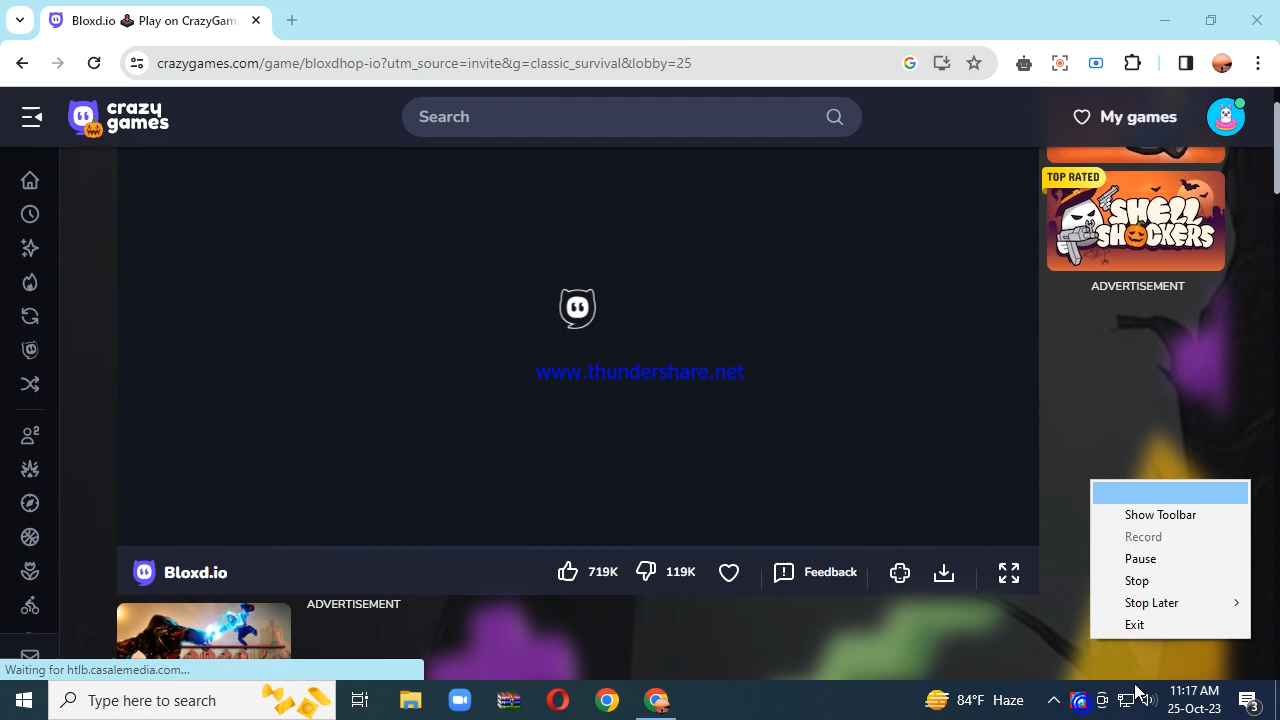 Bloxd.io 🕹️ Play on CrazyGam
crazygames.com/game/bloxdhop-io?utm_source=invite&g=classic_survival&lobby=25
crazy
games
Search
My games
TOP RATED
SHELL
SHOCKERS
ADVERTISEMENT
www.thundershare.net
Show Toolbar
Record
Pause
Stop
Stop Later
Exit
Bloxd.io
719K
119K
Feedback
ADVERTISEMENT
Waiting for htlb.casalemedia.com...
Type here to search
84°F Haze
11:17 AM
25-Oct-23
3